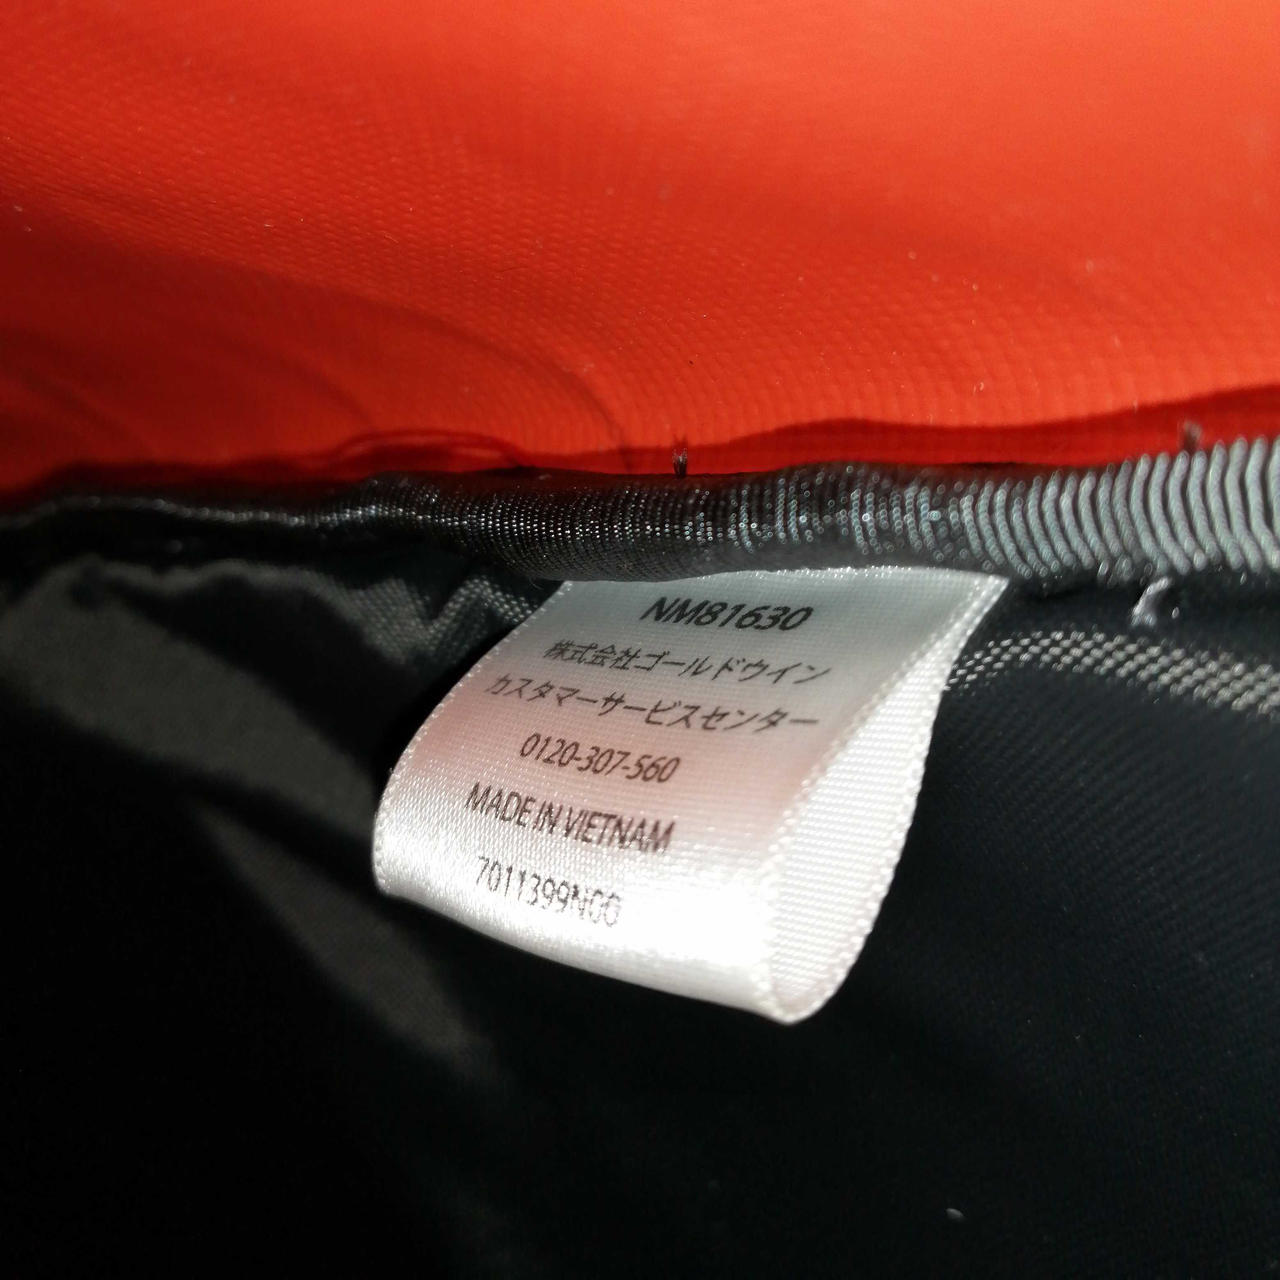 NM81630
株式会社ゴールドウイン
カスタマーサービスセンター
0120-307-560
MADE IN VIETNAM
7011399N00